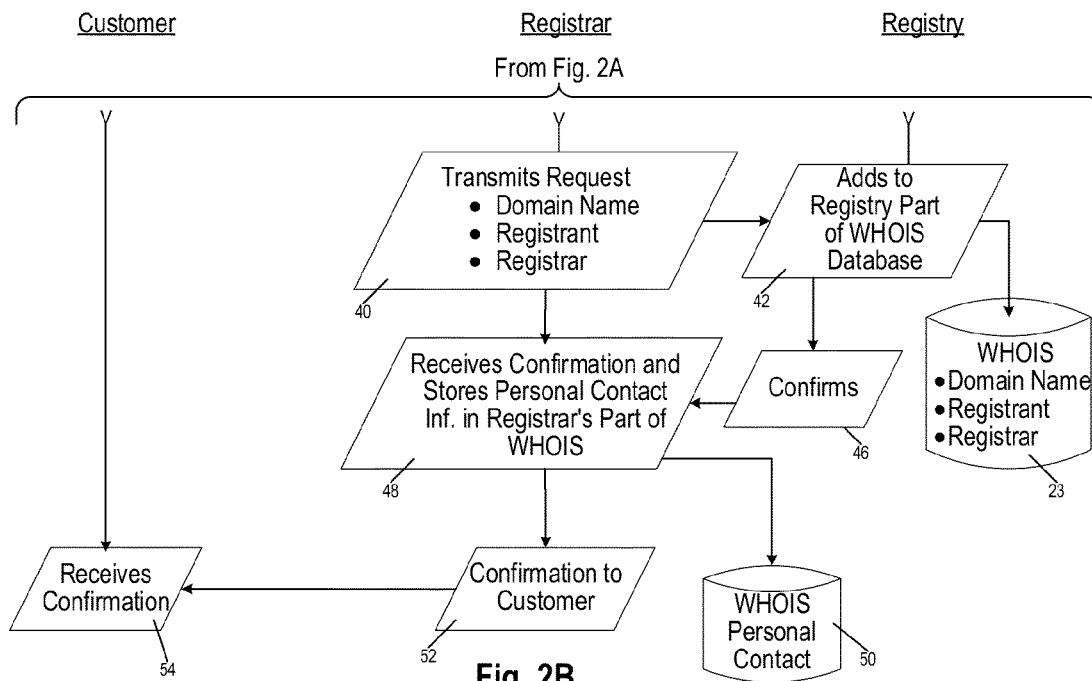 Customer
Registrar
Registry
From Fig. 2A
Transmits Request
● Domain Name
● Registrant
● Registrar
40
Adds to
Registry Part
of WHOIS
Database
42
WHOIS
●Domain Name
●Registrant
●Registrar
23
Receives Confirmation and
Stores Personal Contact
Inf. in Registrar's Part of
WHOIS
48
Confirms
46
Receives
Confirmation
54
Confirmation to
Customer
52
WHOIS
Personal
Contact
50
Fig. 2B